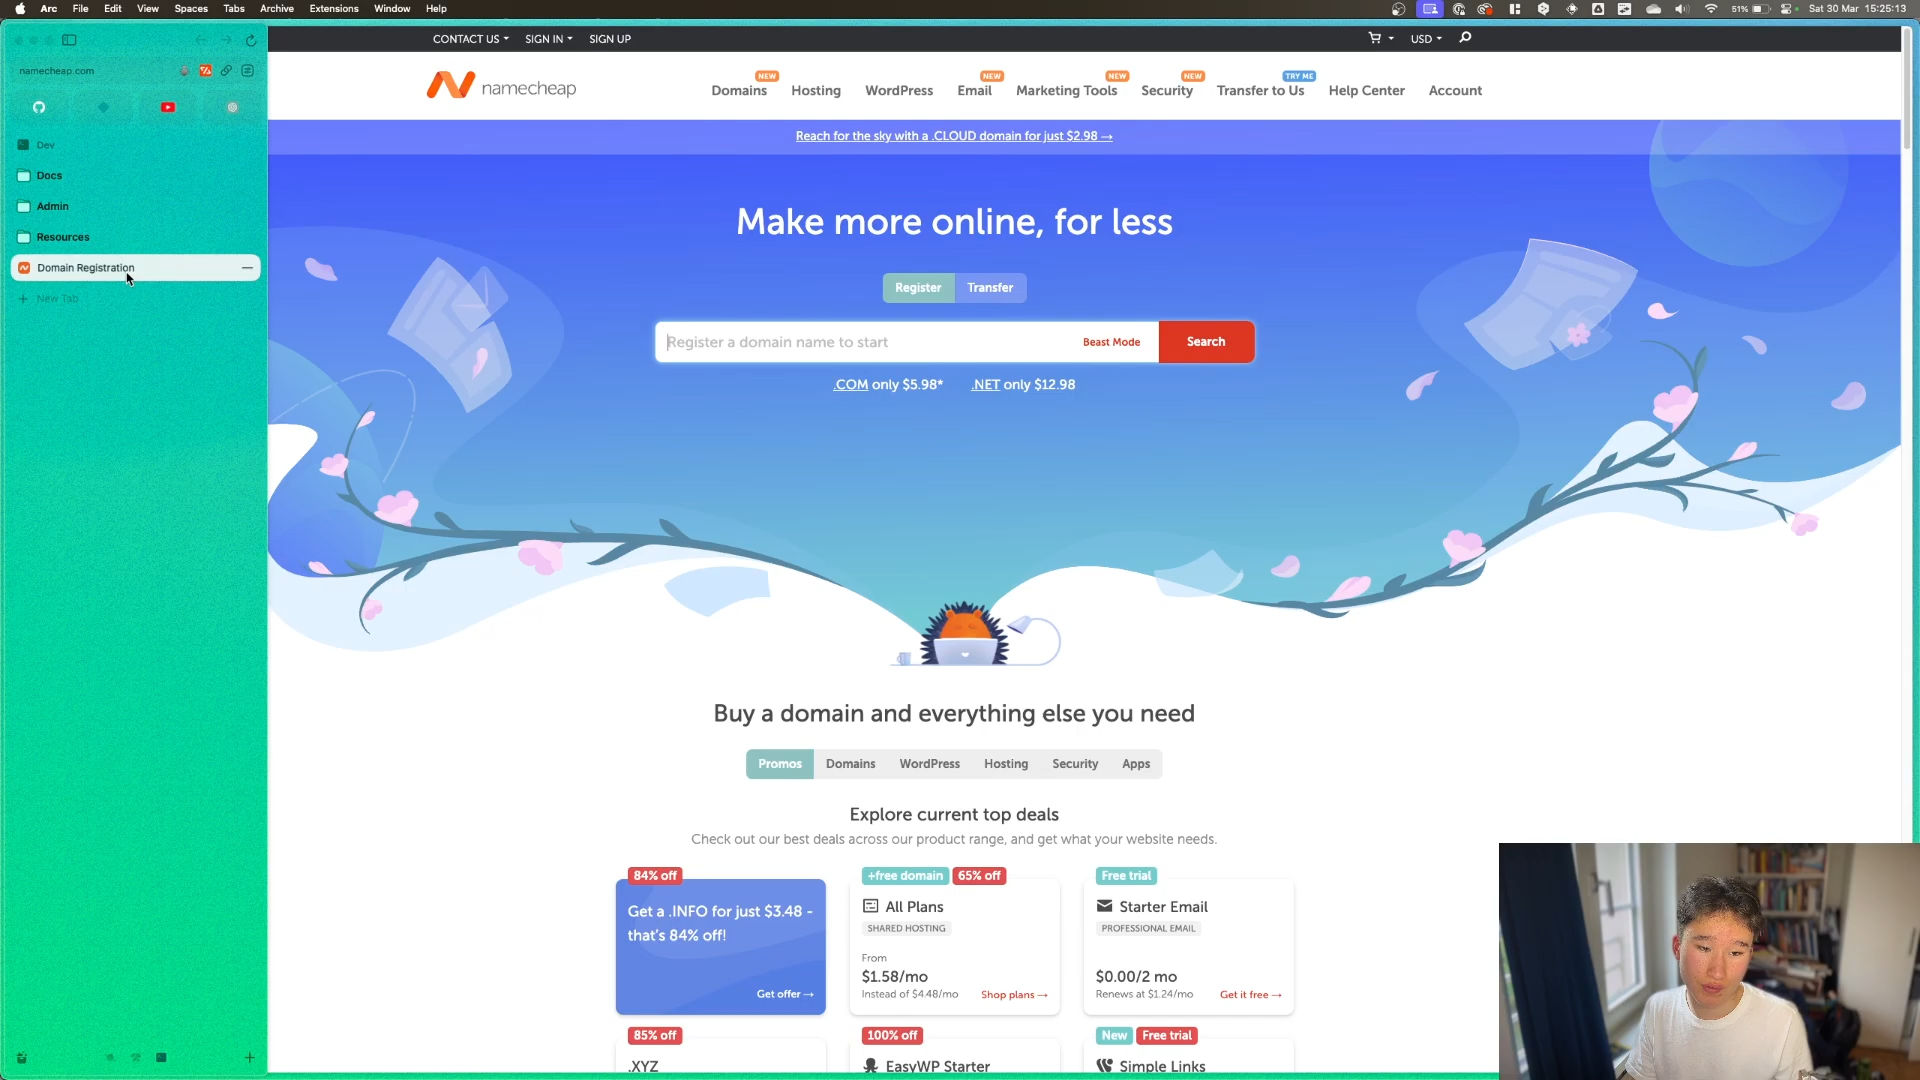 Arc File Edit View Spaces Tabs Archive Extensions Window Help
51% Sat 30 Mar 15:25:13
namecheap.com
Dev
Docs
Admin
Resources
Domain Registration
New Tab
CONTACT US SIGN IN SIGN UP
USD
namecheap
NEW NEW NEW NEW TRY ME
Domains Hosting WordPress Email Marketing Tools Security Transfer to Us Help Center Account
Reach for the sky with a .CLOUD domain for just $2.98 →
Make more online, for less
Register Transfer
Register a domain name to start Beast Mode Search
.COM only $5.98* .NET only $12.98
Buy a domain and everything else you need
Promos Domains WordPress Hosting Security Apps
Explore current top deals
Check out our best deals across our product range, and get what your website needs.
84% off
Get a .INFO for just $3.48 -
that's 84% off!
Get offer →
+free domain 65% off
All Plans
SHARED HOSTING
From
$1.58/mo
Instead of $4.48/mo Shop plans →
Free trial
Starter Email
PROFESSIONAL EMAIL
$0.00/2 mo
Renews at $1.24/mo Get it free →
85% off
.XYZ
100% off
EasyWP Starter
New Free trial
Simple Links